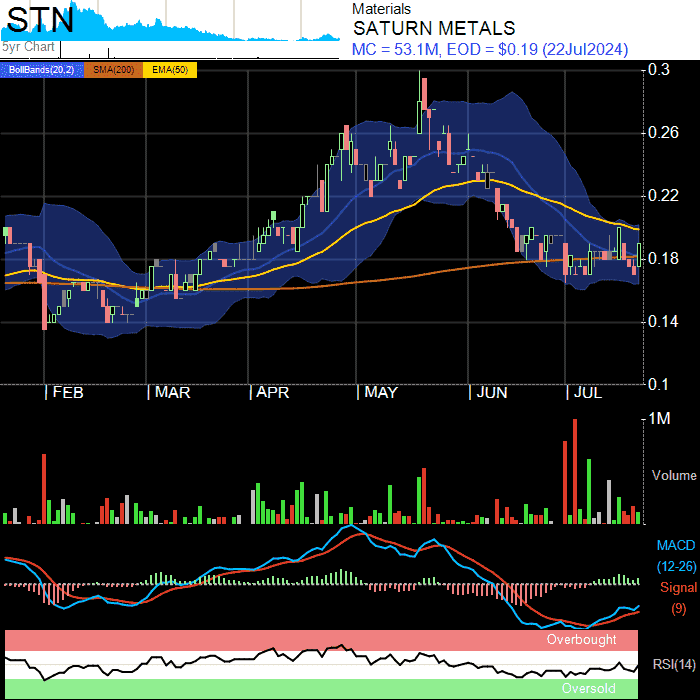 STN
5yr Chart
Materials
SATURN METALS
MC = 53.1M, EOD = $0.19 (22Jul2024)
BollBands(20,2) SMA(200) EMA(50)
0.3
0.26
0.22
0.18
0.14
0.1
FEB MAR APR MAY JUN JUL
1M
Volume
MACD
(12-26)
Signal
(9)
Overbought
RSI(14)
Oversold